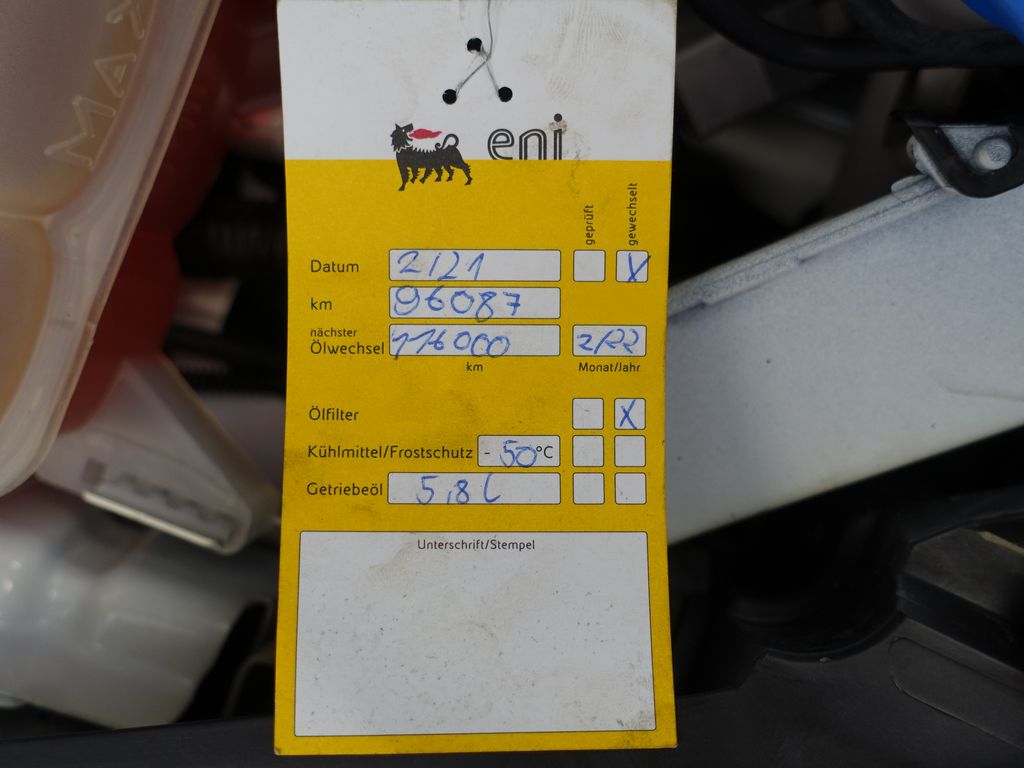 MAX
eni
geprüft
gewechselt
Datum 2/21 X
km 96087
nächster
Ölwechsel 116000 2/22
km Monat/Jahr
Ölfilter X
Kühlmittel/Frostschutz - 50 °C
Getriebeöl 5,8 l
Unterschrift/Stempel